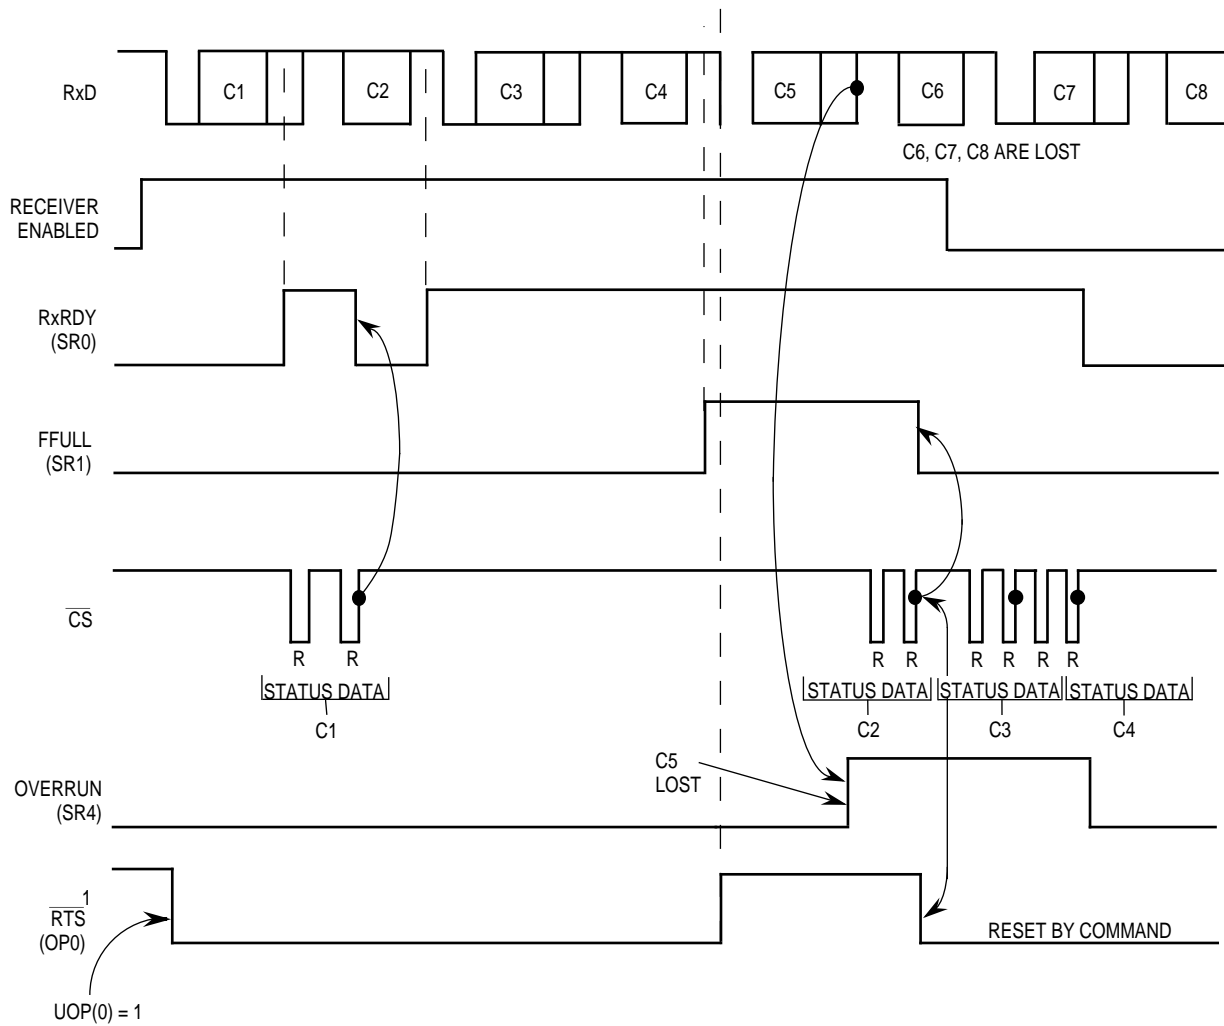 RxD
C1
C2
C3
C4
C5
C6
C7
C8
C6, C7, C8 ARE LOST
RECEIVER
ENABLED
RxRDY
(SR0)
FFULL
(SR1)
CS
R
R
R
R
R
R
R
R
STATUS DATA
STATUS DATA
STATUS DATA
STATUS DATA
C1
C2
C3
C4
C5
LOST
OVERRUN
(SR4)
RTS1
(OP0)
RESET BY COMMAND
UOP(0) = 1